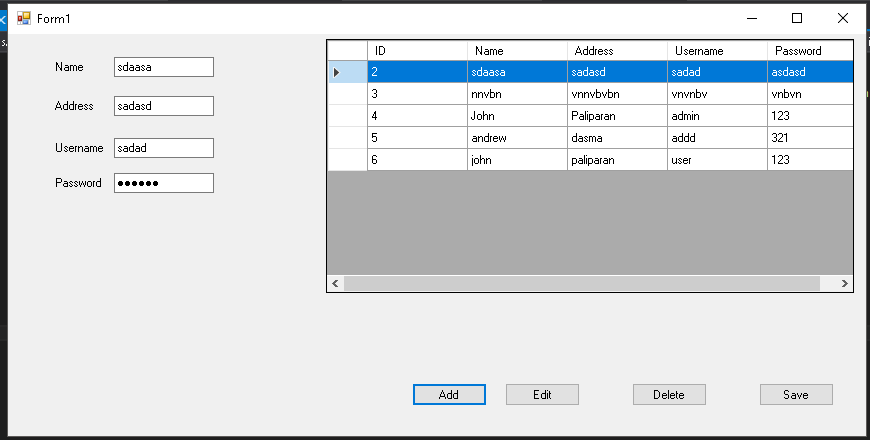 Form1
Name sdaasa
Address sadasd
Username sadad
Password ●●●●●●
ID Name Address Username Password
2 sdaasa sadasd sadad asdasd
3 nnvbn vnnvbvbn vnvnbv vnbvn
4 John Paliparan admin 123
5 andrew dasma addd 321
6 john paliparan user 123
Add Edit Delete Save